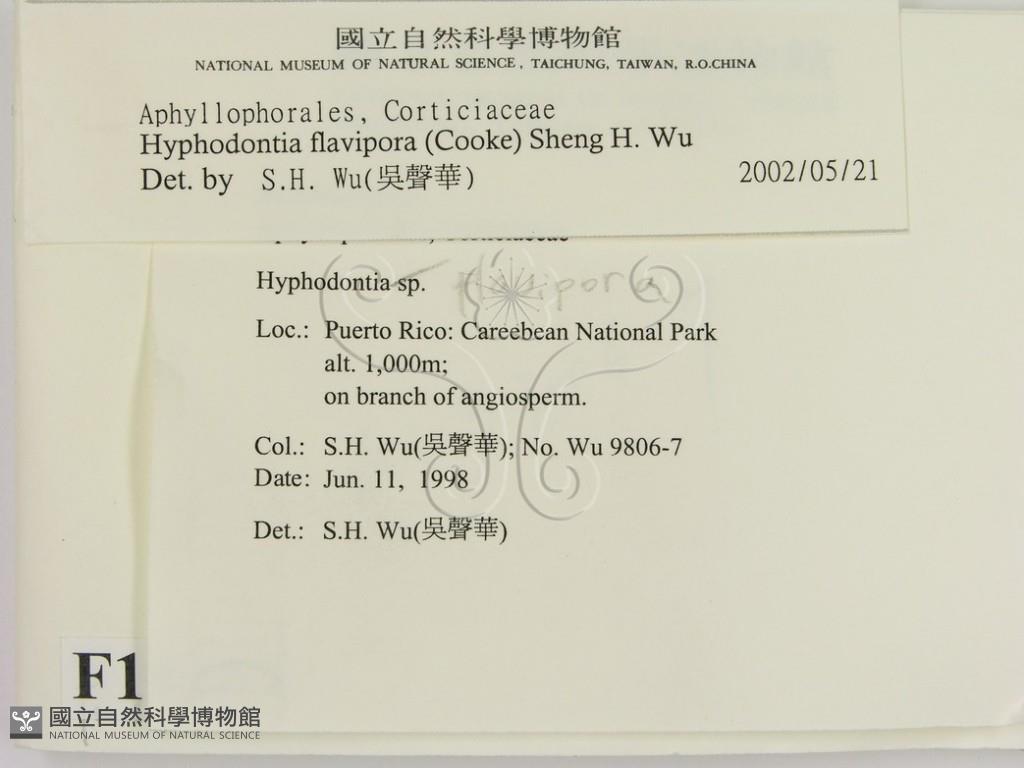 國立自然科學博物館
NATIONAL MUSEUM OF NATURAL SCIENCE, TAICHUNG, TAIWAN, R.O.CHINA
Aphyllophorales, Corticiaceae
Hyphodontia flavipora (Cooke) Sheng H. Wu
Det. by S.H. Wu(吳聲華) 2002/05/21
Hyphodontia sp. flavipora
Loc.: Puerto Rico: Careebean National Park
alt. 1,000m;
on branch of angiosperm.
Col.: S.H. Wu(吳聲華); No. Wu 9806-7
Date: Jun. 11, 1998
Det.: S.H. Wu(吳聲華)
F1
國立自然科學博物館
NATIONAL MUSEUM OF NATURAL SCIENCE